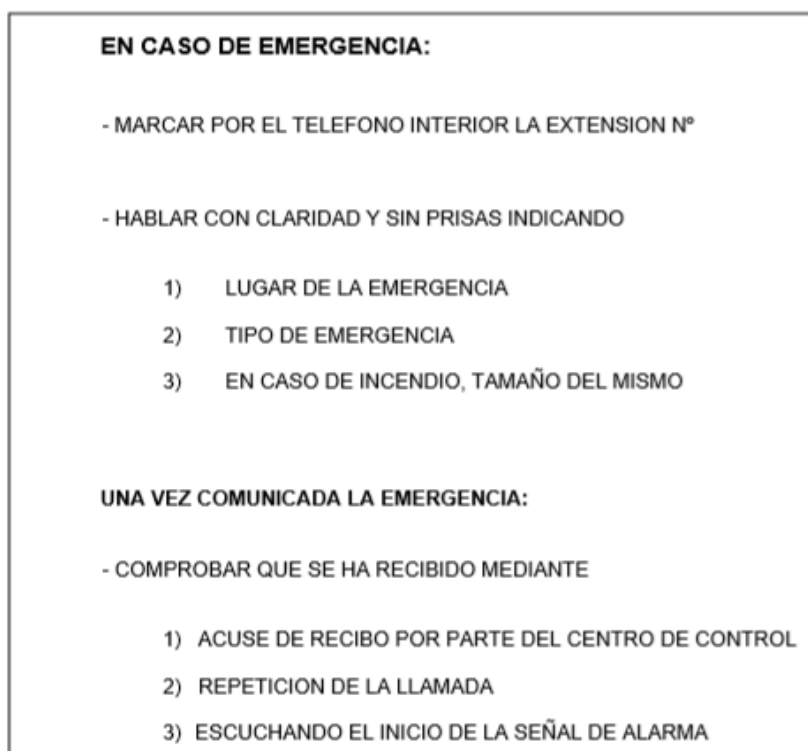 EN CASO DE EMERGENCIA:
- MARCAR POR EL TELEFONO INTERIOR LA EXTENSION Nº
- HABLAR CON CLARIDAD Y SIN PRISAS INDICANDO
1) LUGAR DE LA EMERGENCIA
2) TIPO DE EMERGENCIA
3) EN CASO DE INCENDIO, TAMAÑO DEL MISMO
UNA VEZ COMUNICADA LA EMERGENCIA:
- COMPROBAR QUE SE HA RECIBIDO MEDIANTE
1) ACUSE DE RECIBO POR PARTE DEL CENTRO DE CONTROL
2) REPETICION DE LA LLAMADA
3) ESCUCHANDO EL INICIO DE LA SEÑAL DE ALARMA